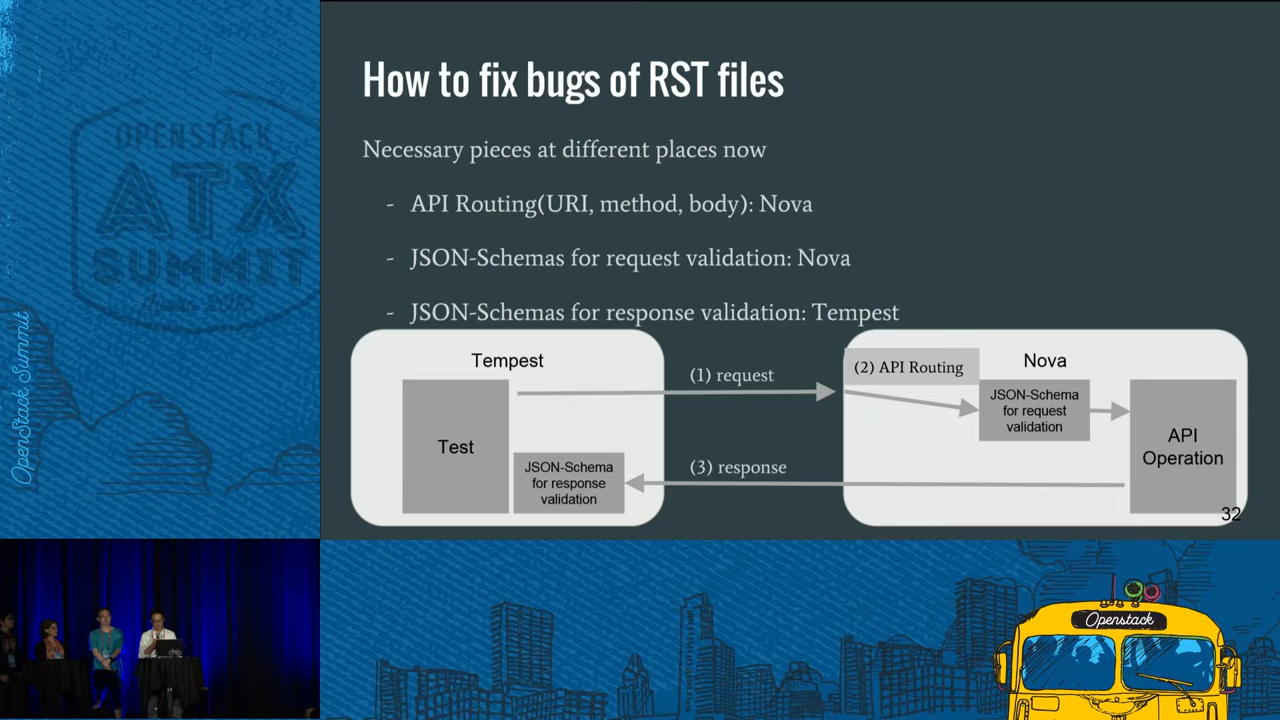 How to fix bugs of RST files
Necessary pieces at different places now
- API Routing(URI, method, body): Nova
- JSON-Schemas for request validation: Nova
- JSON-Schemas for response validation: Tempest
Tempest
Test
JSON-Schema
for response
validation
(1) request
(3) response
(2) API Routing
Nova
JSON-Schema
for request
validation
API
Operation
32
OPENSTACK
ATX
SUMMIT
OpenStack Summit
Openstack